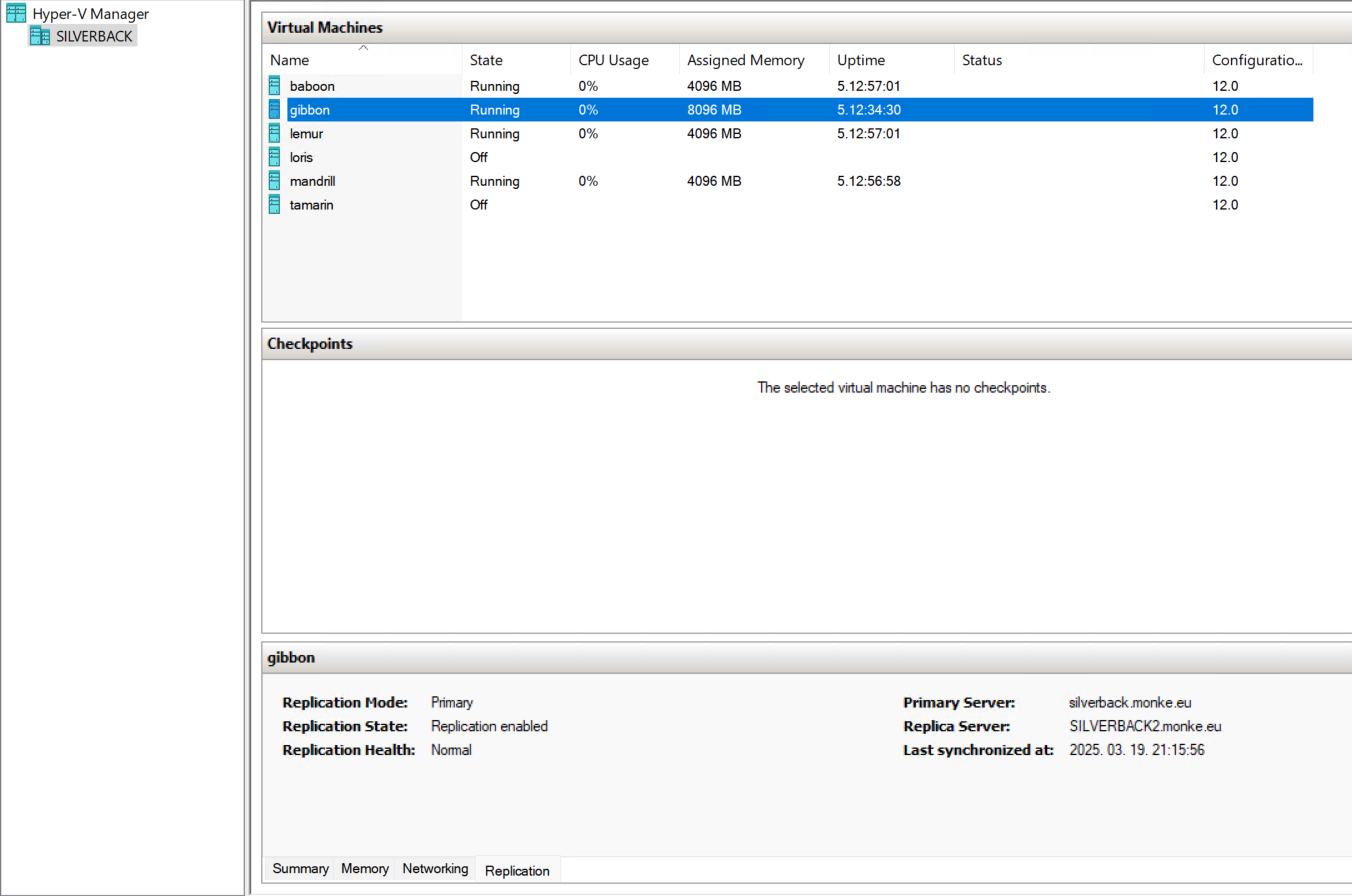 Hyper-V Manager
SILVERBACK
Virtual Machines
Name State CPU Usage Assigned Memory Uptime Status Configuratio...
baboon Running 0% 4096 MB 5.12:57:01 12.0
gibbon Running 0% 8096 MB 5.12:34:30 12.0
lemur Running 0% 4096 MB 5.12:57:01 12.0
loris Off 12.0
mandrill Running 0% 4096 MB 5.12:56:58 12.0
tamarin Off 12.0
Checkpoints
The selected virtual machine has no checkpoints.
gibbon
Replication Mode: Primary Primary Server: silverback.monke.eu
Replication State: Replication enabled Replica Server: SILVERBACK2.monke.eu
Replication Health: Normal Last synchronized at: 2025. 03. 19. 21:15:56
Summary Memory Networking Replication